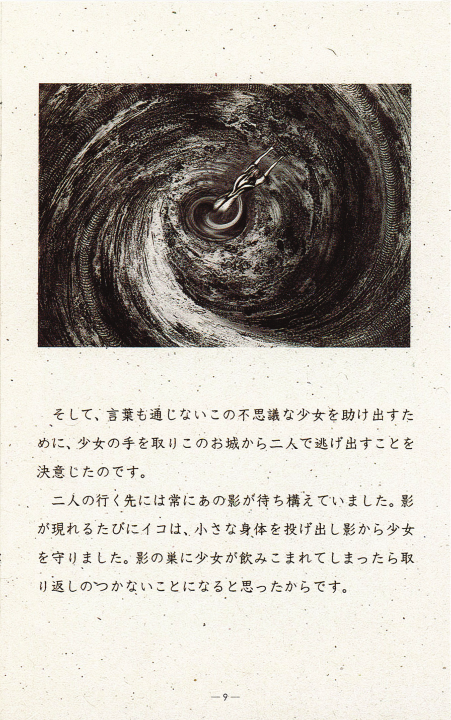 そして、言葉も通じないこの不思議な少女を助け出すた
めに、少女の手を取りこのお城から二人で逃げ出すことを
決意じたのです。
二人の行く先には常にあの影が待ち構えていました。影
が現れるたびにイコは、小さな身体を投げ出し影から少女
を守りました。影の巣に少女が飲みこまれてしまったら取
り返しのつかないことになると思ったからです。
—9—